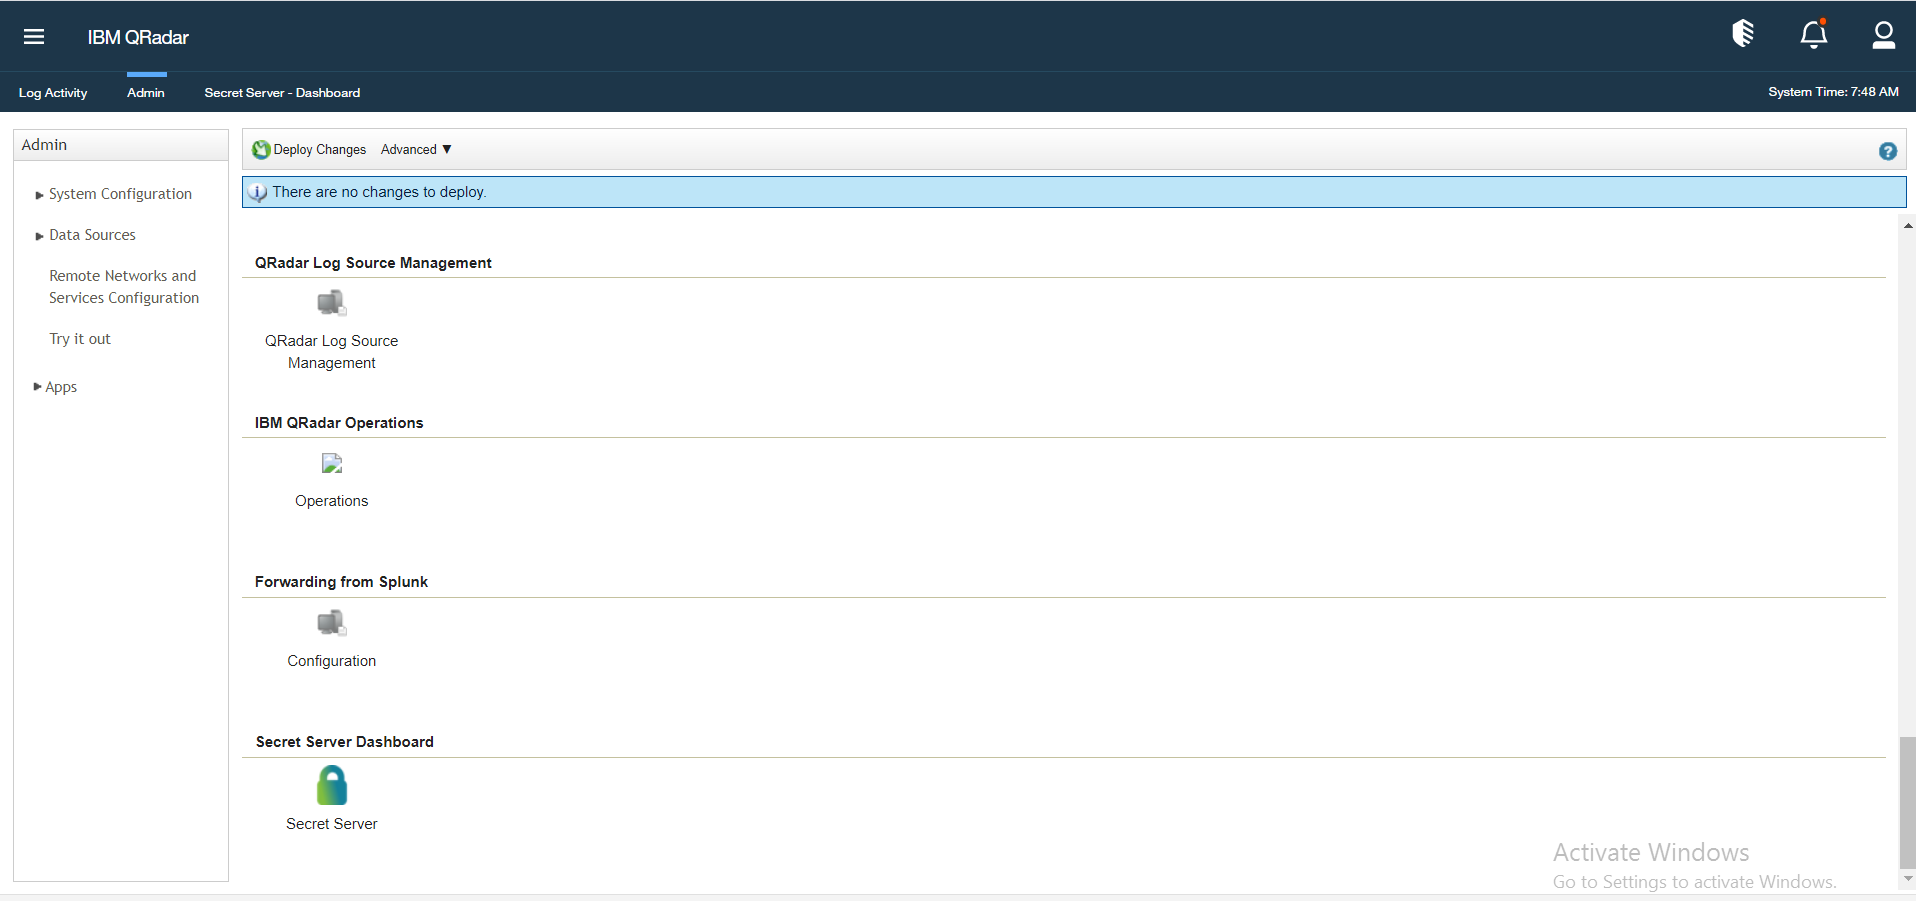 IBM QRadar
Log Activity
Admin
Secret Server - Dashboard
System Time: 7:48 AM
Admin
System Configuration
Data Sources
Remote Networks and
Services Configuration
Try it out
Apps
Deploy Changes
Advanced
There are no changes to deploy.
QRadar Log Source Management
QRadar Log Source
Management
IBM QRadar Operations
Operations
Forwarding from Splunk
Configuration
Secret Server Dashboard
Secret Server
Activate Windows
Go to Settings to activate Windows.